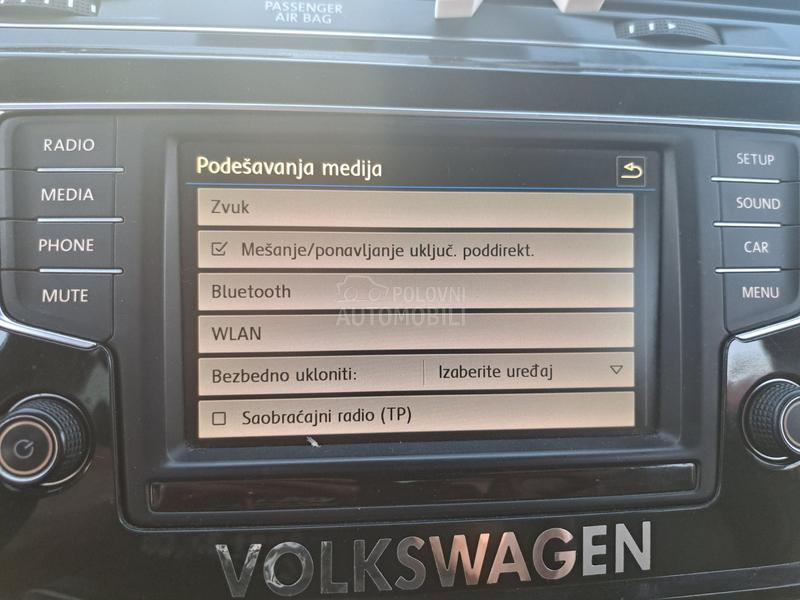 PASSENGER
AIR BAG
RADIO
MEDIA
PHONE
MUTE
Podešavanja medija
Zvuk
Mešanje/ponavljanje uključ. poddirekt.
Bluetooth
WLAN
Bezbedno ukloniti: Izaberite uređaj
Saobraćajni radio (TP)
POLOVNI
AUTOMOBILI
SETUP
SOUND
CAR
MENU
VOLKSWAGEN